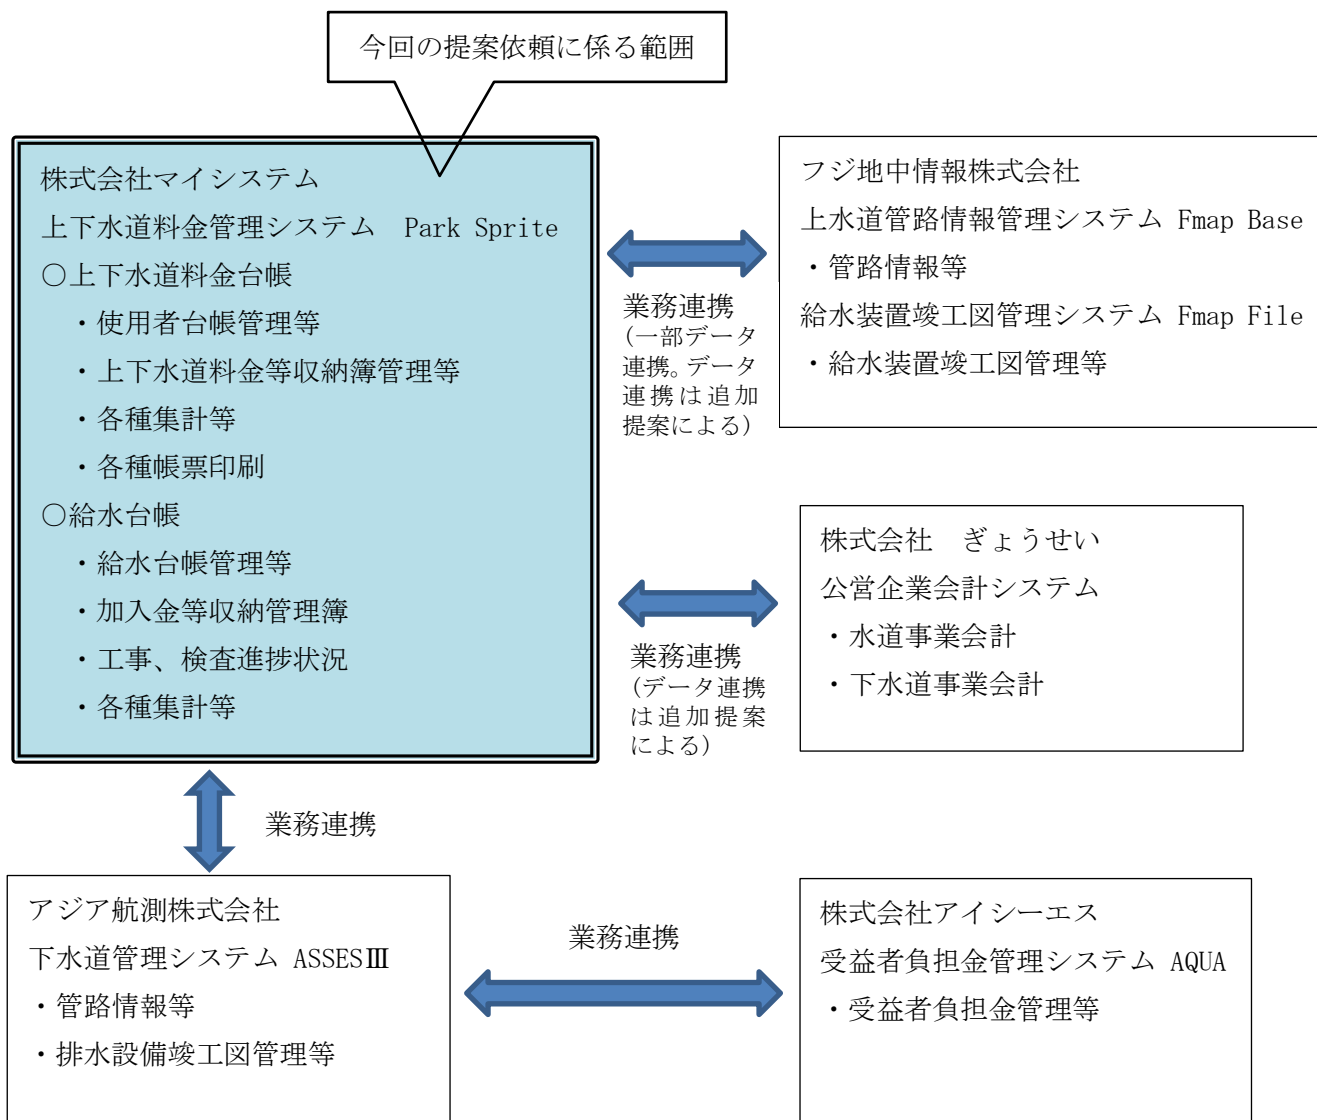 今回の提案依頼に係る範囲
株式会社マイシステム
上下水道料金管理システム　Park Sprite
○上下水道料金台帳
・使用者台帳管理等
・上下水道料金等収納簿管理等
・各種集計等
・各種帳票印刷
○給水台帳
・給水台帳管理等
・加入金等収納管理簿
・工事、検査進捗状況
・各種集計等
業務連携
(一部データ
連携。データ
連携は追加
提案による)
フジ地中情報株式会社
上水道管路情報管理システム Fmap Base
・管路情報等
給水装置竣工図管理システム Fmap File
・給水装置竣工図管理等
業務連携
(データ連携
は追加提案
による)
株式会社　ぎょうせい
公営企業会計システム
・水道事業会計
・下水道事業会計
業務連携
アジア航測株式会社
下水道管理システム ASSESⅢ
・管路情報等
・排水設備竣工図管理等
業務連携
株式会社アイシーエス
受益者負担金管理システム AQUA
・受益者負担金管理等